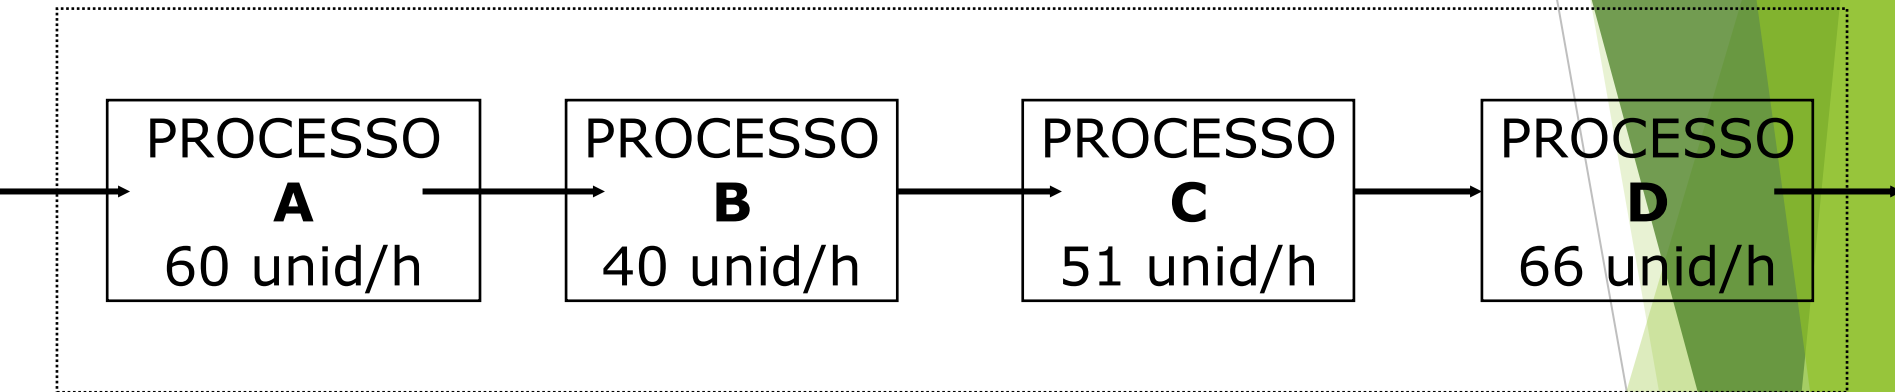 PROCESSO
A
60 unid/h
PROCESSO
B
40 unid/h
PROCESSO
C
51 unid/h
PROCESSO
D
66 unid/h